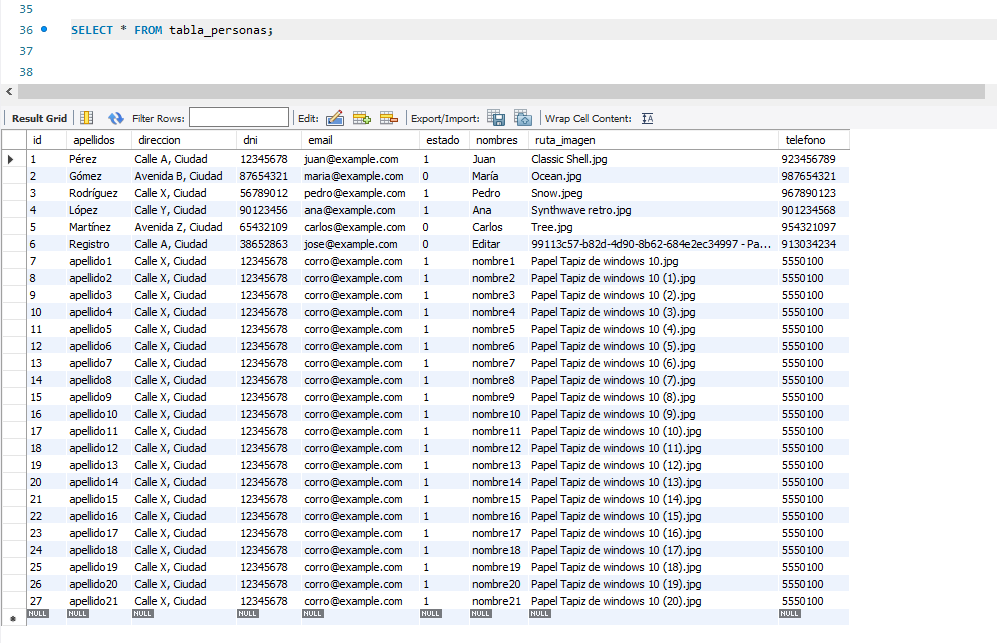 35
36 SELECT * FROM tabla_personas;
37
38
Result Grid Filter Rows: Edit: Export/Import: Wrap Cell Content: IA
id apellidos direccion dni email estado nombres ruta_imagen telefono
1 Pérez Calle A, Ciudad 12345678 juan@example.com 1 Juan Classic Shell.jpg 923456789
2 Gómez Avenida B, Ciudad 87654321 maria@example.com 0 María Ocean.jpg 987654321
3 Rodríguez Calle X, Ciudad 56789012 pedro@example.com 1 Pedro Snow.jpeg 967890123
4 López Calle Y, Ciudad 90123456 ana@example.com 1 Ana Synthwave retro.jpg 901234568
5 Martínez Avenida Z, Ciudad 65432109 carlos@example.com 0 Carlos Tree.jpg 954321097
6 Registro Calle A, Ciudad 38652863 jose@example.com 0 Editar 99113c57-b82d-4d90-8b62-684e2ec34997 - Pa... 913034234
7 apellido1 Calle X, Ciudad 12345678 corro@example.com 1 nombre1 Papel Tapiz de windows 10.jpg 5550100
8 apellido2 Calle X, Ciudad 12345678 corro@example.com 1 nombre2 Papel Tapiz de windows 10 (1).jpg 5550100
9 apellido3 Calle X, Ciudad 12345678 corro@example.com 1 nombre3 Papel Tapiz de windows 10 (2).jpg 5550100
10 apellido4 Calle X, Ciudad 12345678 corro@example.com 1 nombre4 Papel Tapiz de windows 10 (3).jpg 5550100
11 apellido5 Calle X, Ciudad 12345678 corro@example.com 1 nombre5 Papel Tapiz de windows 10 (4).jpg 5550100
12 apellido6 Calle X, Ciudad 12345678 corro@example.com 1 nombre6 Papel Tapiz de windows 10 (5).jpg 5550100
13 apellido7 Calle X, Ciudad 12345678 corro@example.com 1 nombre7 Papel Tapiz de windows 10 (6).jpg 5550100
14 apellido8 Calle X, Ciudad 12345678 corro@example.com 1 nombre8 Papel Tapiz de windows 10 (7).jpg 5550100
15 apellido9 Calle X, Ciudad 12345678 corro@example.com 1 nombre9 Papel Tapiz de windows 10 (8).jpg 5550100
16 apellido10 Calle X, Ciudad 12345678 corro@example.com 1 nombre10 Papel Tapiz de windows 10 (9).jpg 5550100
17 apellido11 Calle X, Ciudad 12345678 corro@example.com 1 nombre11 Papel Tapiz de windows 10 (10).jpg 5550100
18 apellido12 Calle X, Ciudad 12345678 corro@example.com 1 nombre12 Papel Tapiz de windows 10 (11).jpg 5550100
19 apellido13 Calle X, Ciudad 12345678 corro@example.com 1 nombre13 Papel Tapiz de windows 10 (12).jpg 5550100
20 apellido14 Calle X, Ciudad 12345678 corro@example.com 1 nombre14 Papel Tapiz de windows 10 (13).jpg 5550100
21 apellido15 Calle X, Ciudad 12345678 corro@example.com 1 nombre15 Papel Tapiz de windows 10 (14).jpg 5550100
22 apellido16 Calle X, Ciudad 12345678 corro@example.com 1 nombre16 Papel Tapiz de windows 10 (15).jpg 5550100
23 apellido17 Calle X, Ciudad 12345678 corro@example.com 1 nombre17 Papel Tapiz de windows 10 (16).jpg 5550100
24 apellido18 Calle X, Ciudad 12345678 corro@example.com 1 nombre18 Papel Tapiz de windows 10 (17).jpg 5550100
25 apellido19 Calle X, Ciudad 12345678 corro@example.com 1 nombre19 Papel Tapiz de windows 10 (18).jpg 5550100
26 apellido20 Calle X, Ciudad 12345678 corro@example.com 1 nombre20 Papel Tapiz de windows 10 (19).jpg 5550100
27 apellido21 Calle X, Ciudad 12345678 corro@example.com 1 nombre21 Papel Tapiz de windows 10 (20).jpg 5550100
NULL NULL NULL NULL NULL NULL NULL NULL NULL